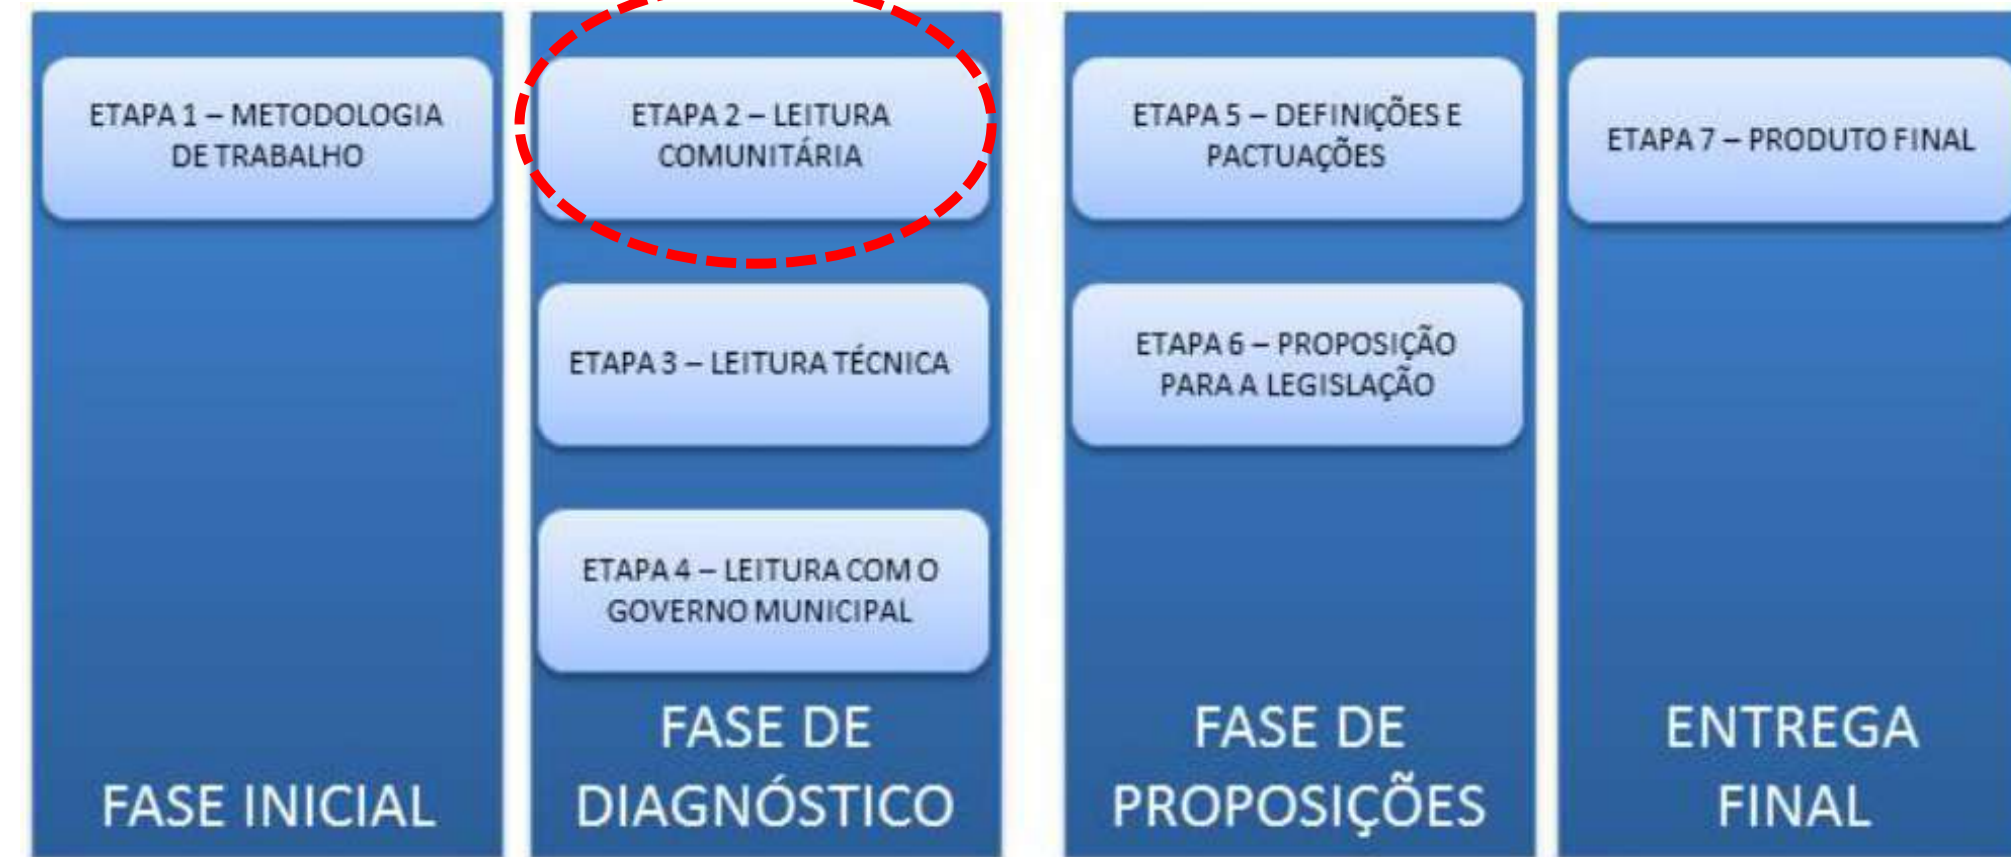 ETAPA 1 – METODOLOGIA
DE TRABALHO
FASE INICIAL
ETAPA 2 – LEITURA
COMUNITÁRIA
ETAPA 3 – LEITURA TÉCNICA
ETAPA 4 – LEITURA COM O
GOVERNO MUNICIPAL
FASE DE
DIAGNÓSTICO
ETAPA 5 – DEFINIÇÕES E
PACTUAÇÕES
ETAPA 6 – PROPOSIÇÃO
PARA A LEGISLAÇÃO
FASE DE
PROPOSIÇÕES
ETAPA 7 – PRODUTO FINAL
ENTREGA
FINAL